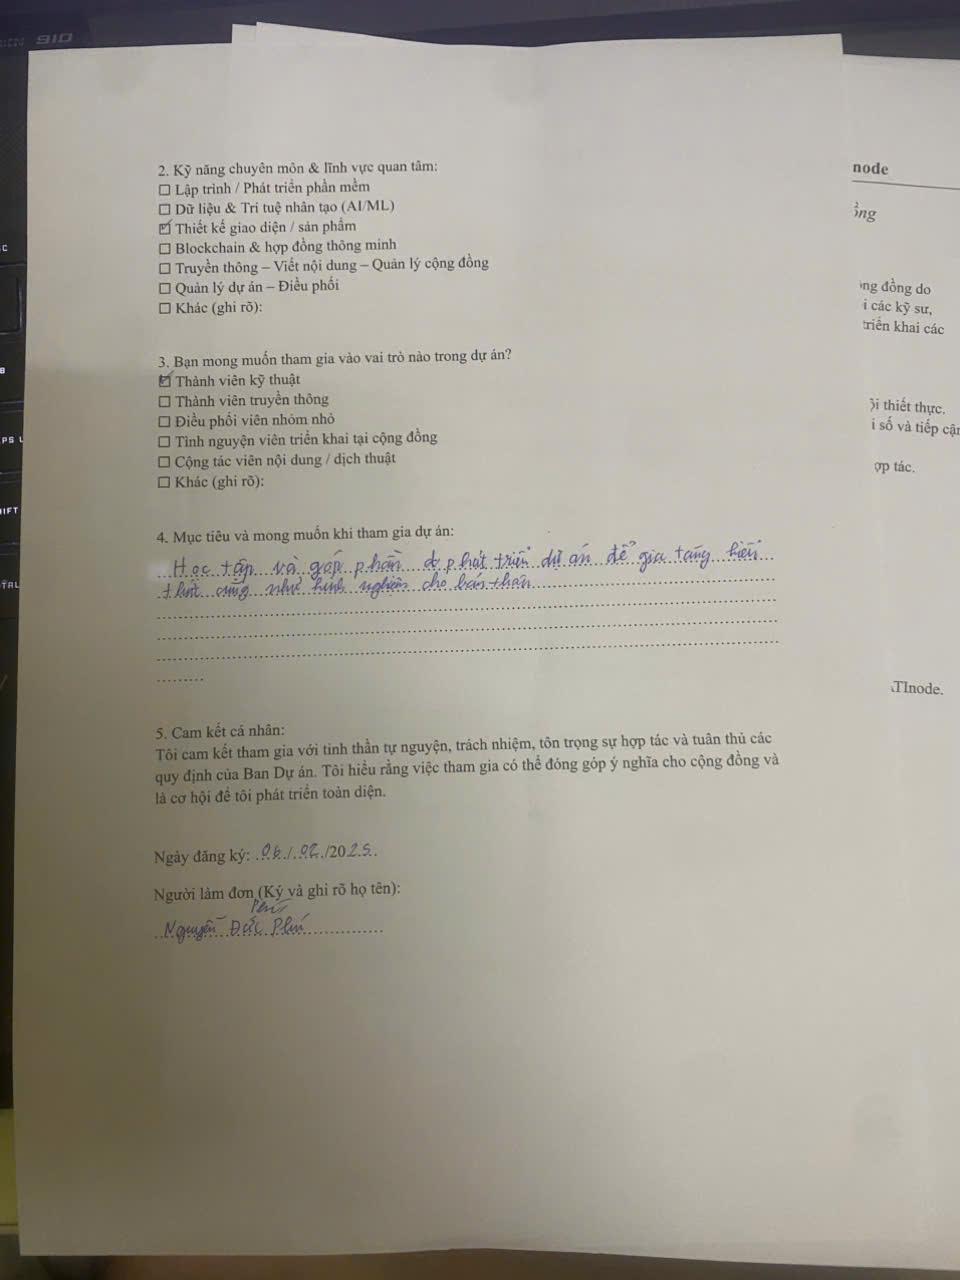 910
2. Kỹ năng chuyên môn & lĩnh vực quan tâm:
☐ Lập trình / Phát triển phần mềm
☐ Dữ liệu & Trí tuệ nhân tạo (AI/ML)
☑ Thiết kế giao diện / sản phẩm
☐ Blockchain & hợp đồng thông minh
☐ Truyền thông – Viết nội dung – Quản lý cộng đồng
☐ Quản lý dự án – Điều phối
☐ Khác (ghi rõ):
3. Bạn mong muốn tham gia vào vai trò nào trong dự án?
☑ Thành viên kỹ thuật
☐ Thành viên truyền thông
☐ Điều phối viên nhóm nhỏ
☐ Tình nguyện viên triển khai tại cộng đồng
☐ Cộng tác viên nội dung / dịch thuật
☐ Khác (ghi rõ):
4. Mục tiêu và mong muốn khi tham gia dự án:
Học tập và góp phần phát triển dự án để gia tăng hiển
thức cũng như kinh nghiệm cho bản thân
5. Cam kết cá nhân:
Tôi cam kết tham gia với tinh thần tự nguyện, trách nhiệm, tôn trọng sự hợp tác và tuân thủ các
quy định của Ban Dự án. Tôi hiểu rằng việc tham gia có thể đóng góp ý nghĩa cho cộng đồng và
là cơ hội để tôi phát triển toàn diện.
Ngày đăng ký: 06/02/2025
Người làm đơn (Ký và ghi rõ họ tên):
Phú
Nguyễn Đức Phú
node
ồng
ng đồng do
i các kỹ sư,
triển khai các
ội thiết thực.
i số và tiếp cận
ợp tác.
TInode.